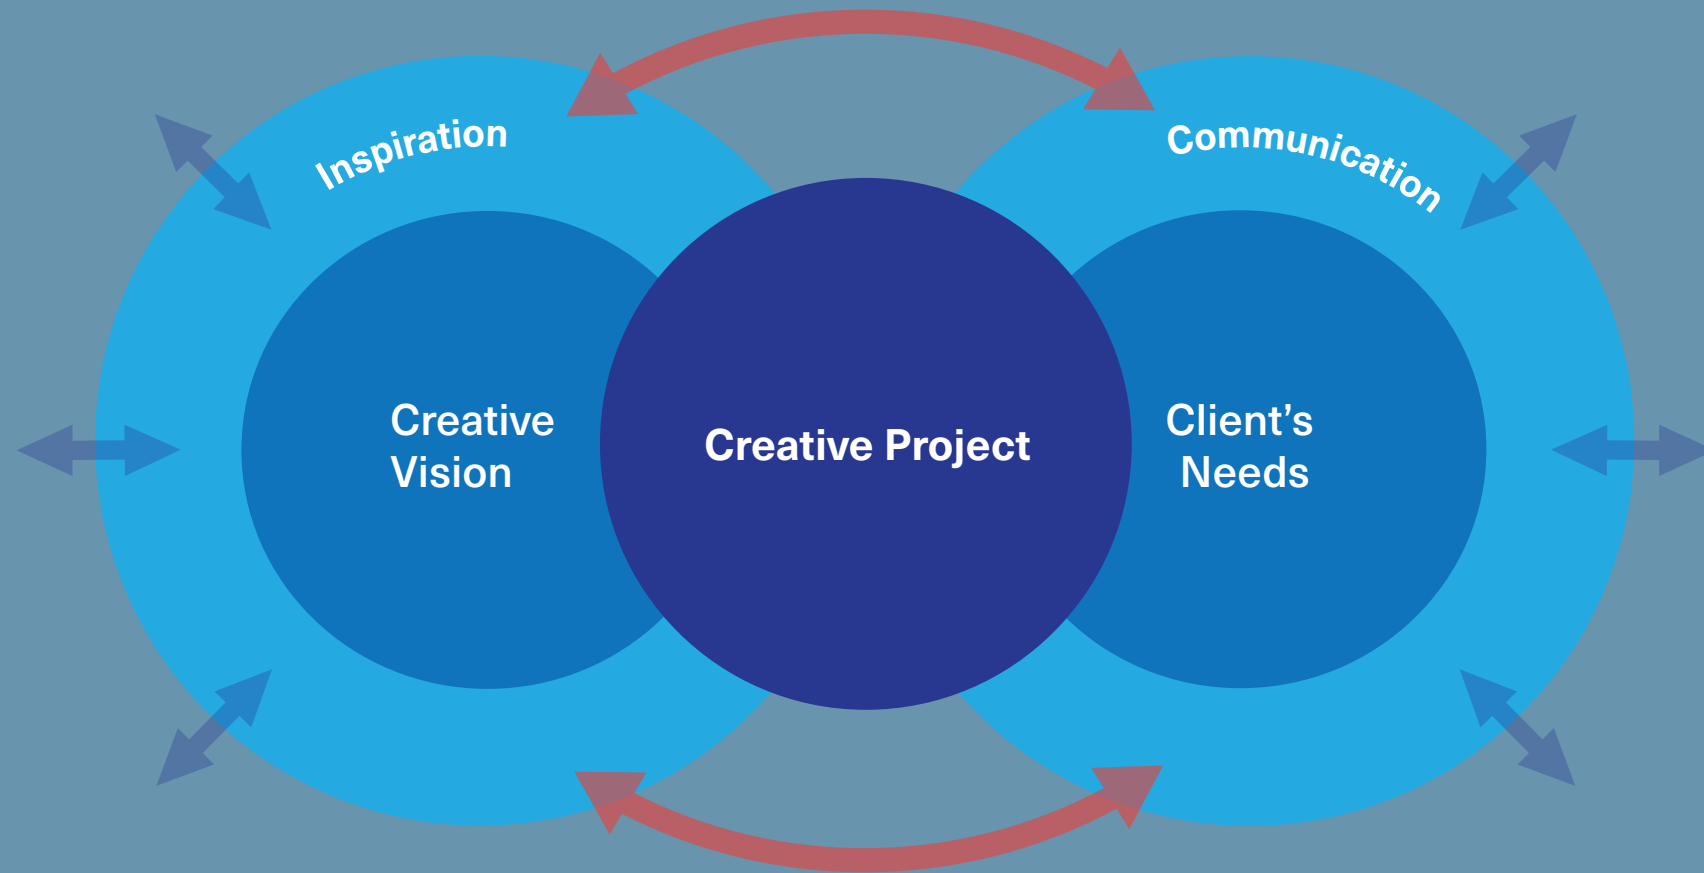 Inspiration
Communication
Creative
Vision
Creative Project
Client’s
Needs